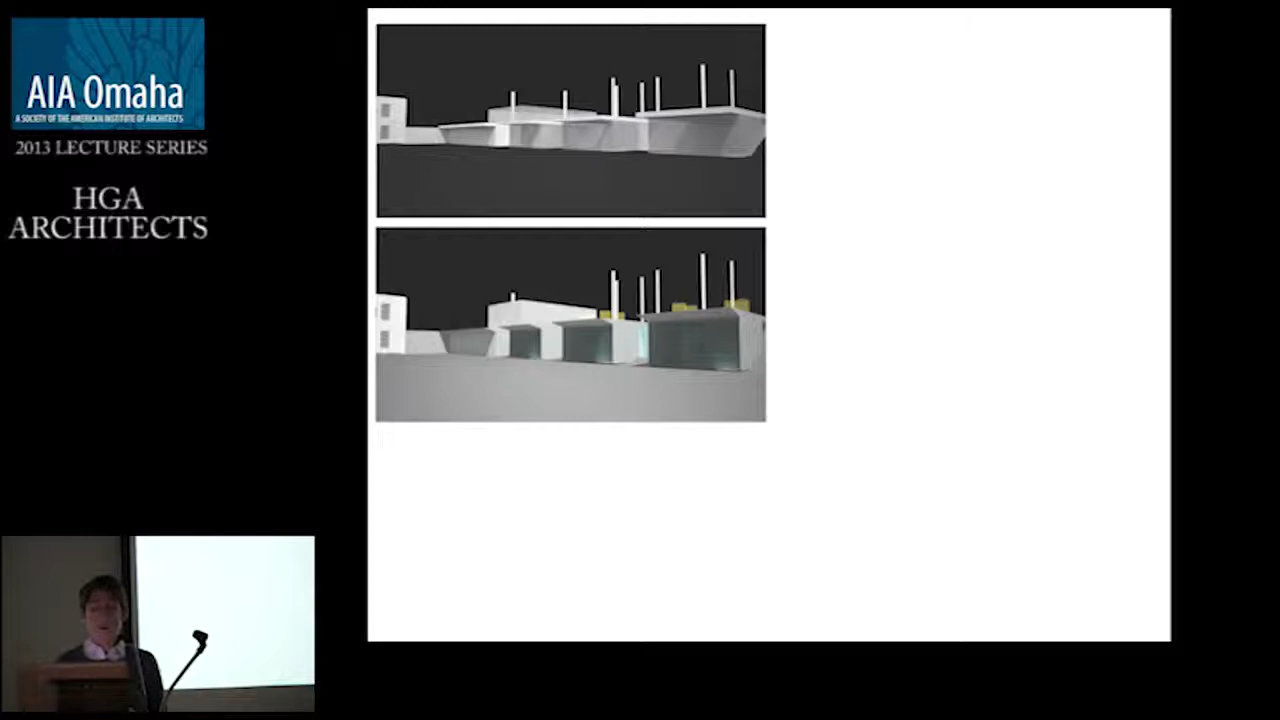 AIA Omaha
A SOCIETY OF THE AMERICAN INSTITUTE OF ARCHITECTS
2013 LECTURE SERIES
HGA
ARCHITECTS